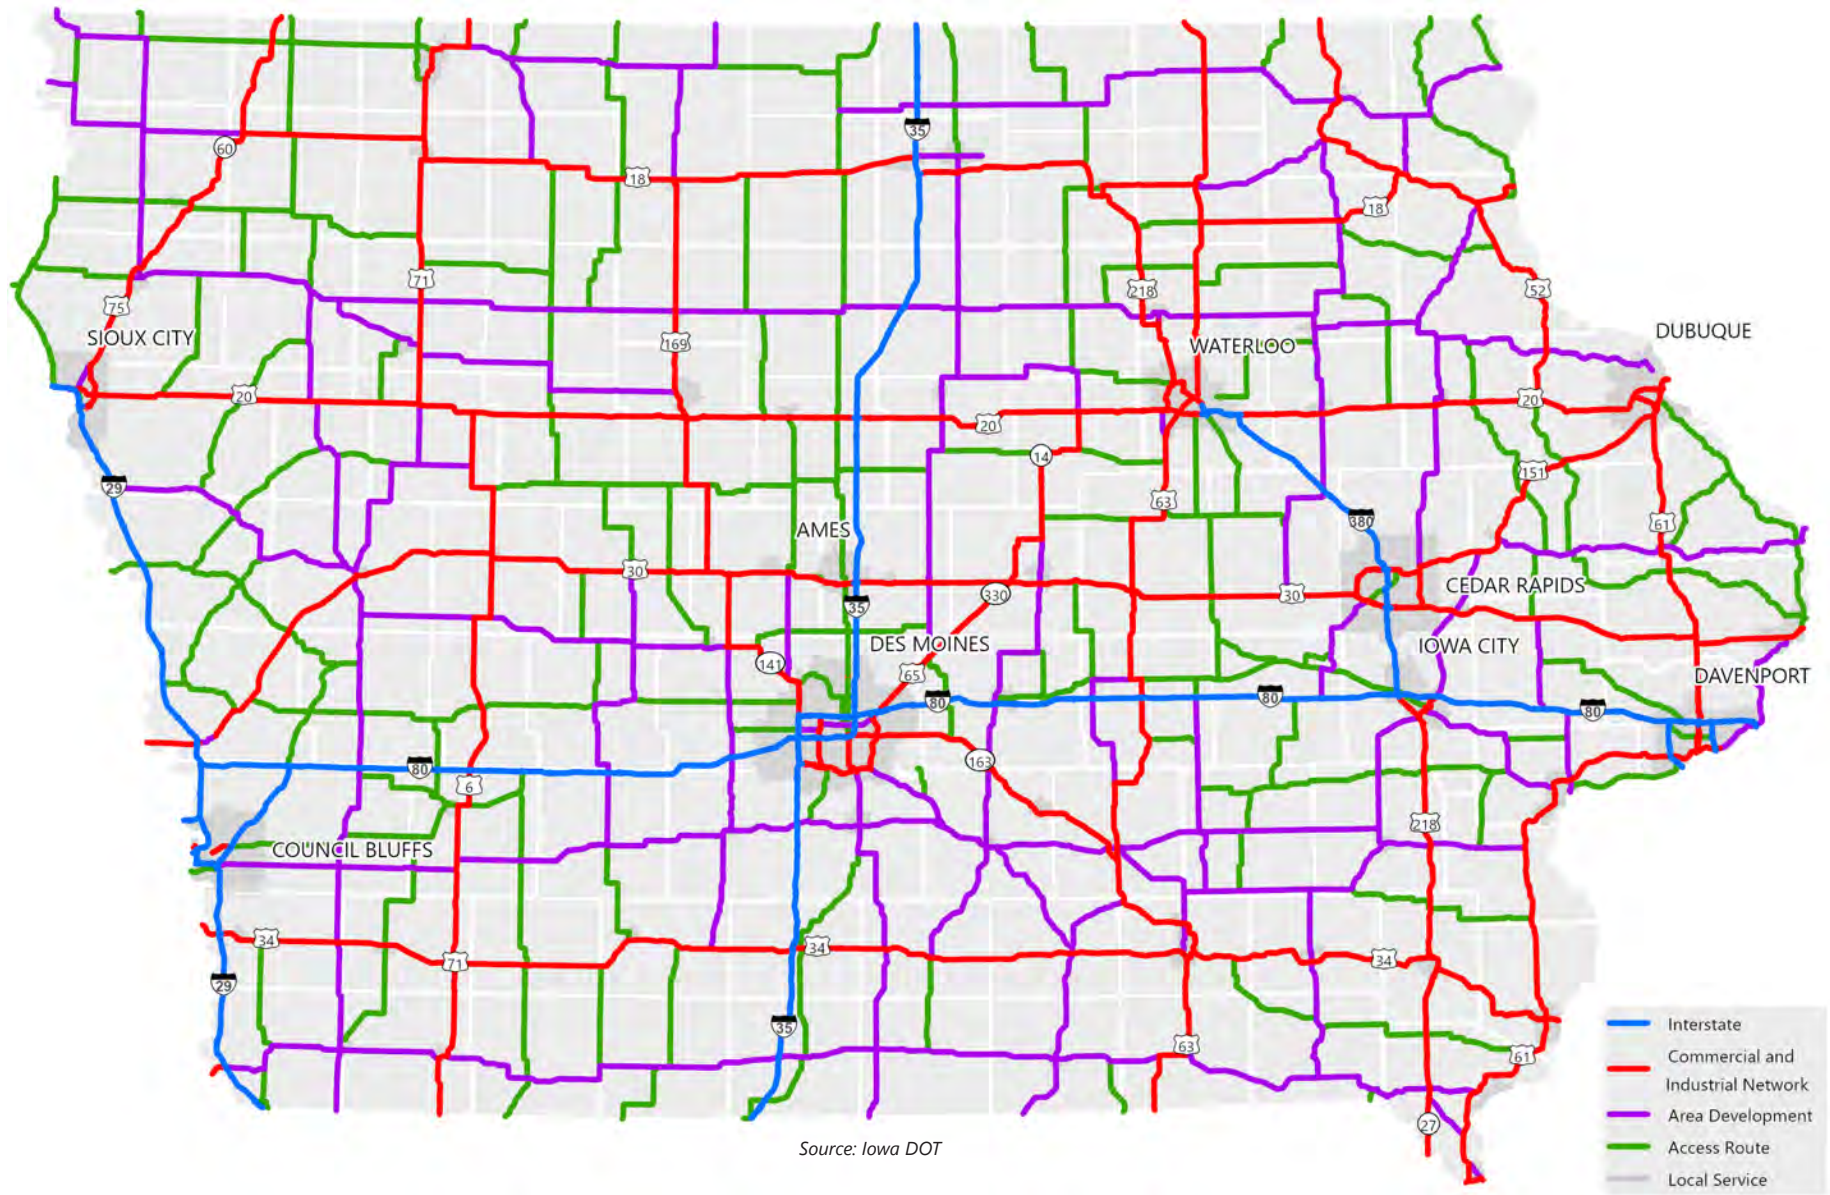 35
60
18
18
71
218
52
75
SIOUX CITY
DUBUQUE
169
WATERLOO
20
20
20
14
151
29
63
380
61
AMES
30
CEDAR RAPIDS
330
30
35
DES MOINES
IOWA CITY
141
65
DAVENPORT
80
80
80
163
80
6
218
COUNCIL BLUFFS
34
34
34
71
29
35
63
61
27
Interstate
Commercial and
Industrial Network
Area Development
Access Route
Local Service
Source: Iowa DOT